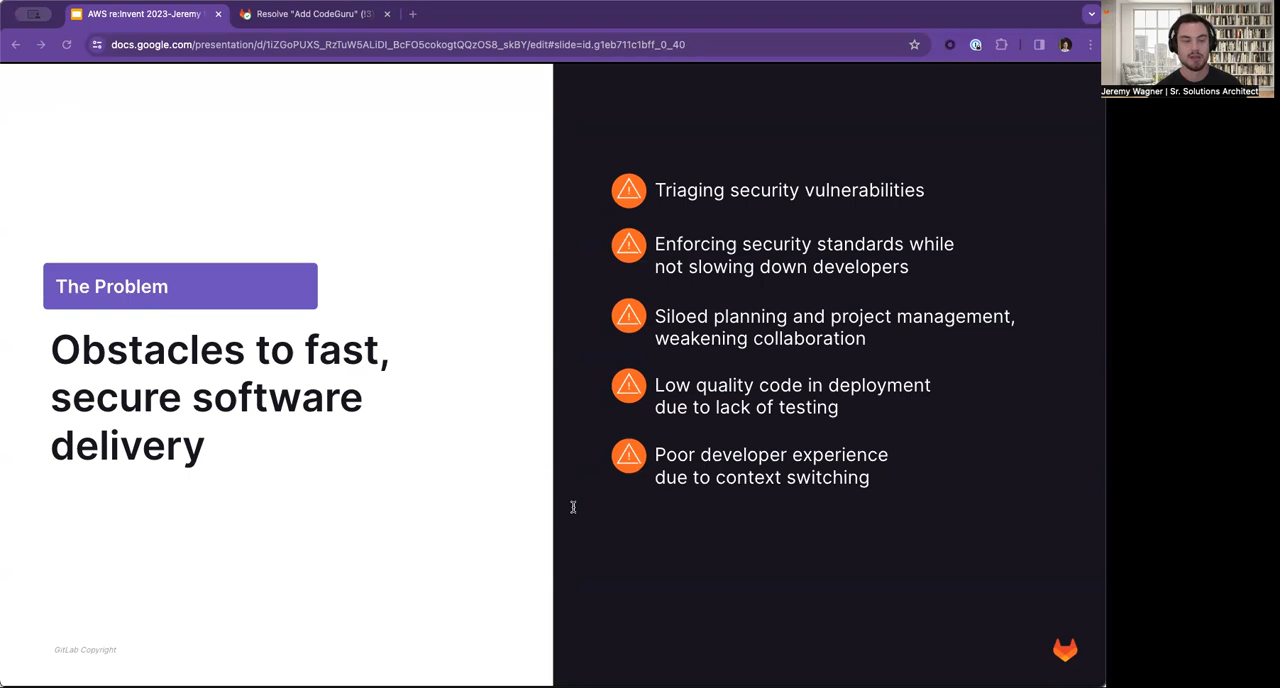 AWS re:Invent 2023-Jeremy
Resolve "Add CodeGuru" (!3
docs.google.com/presentation/d/1iZGoPUXS_RzTuW5ALiDI_BcFO5cokogtQQzOS8_skBY/edit#slide=id.g1eb711c1bff_0_40
Jeremy Wagner | Sr. Solutions Architect
The Problem
Obstacles to fast,
secure software
delivery
Triaging security vulnerabilities
Enforcing security standards while
not slowing down developers
Siloed planning and project management,
weakening collaboration
Low quality code in deployment
due to lack of testing
Poor developer experience
due to context switching
GitLab Copyright